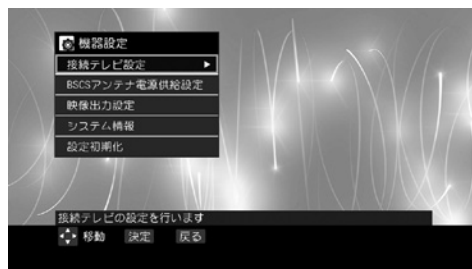 機器設定
接続テレビ設定
BSCSアンテナ電源供給設定
映像出力設定
システム情報
設定初期化
接続テレビの設定を行います
移動 決定 戻る